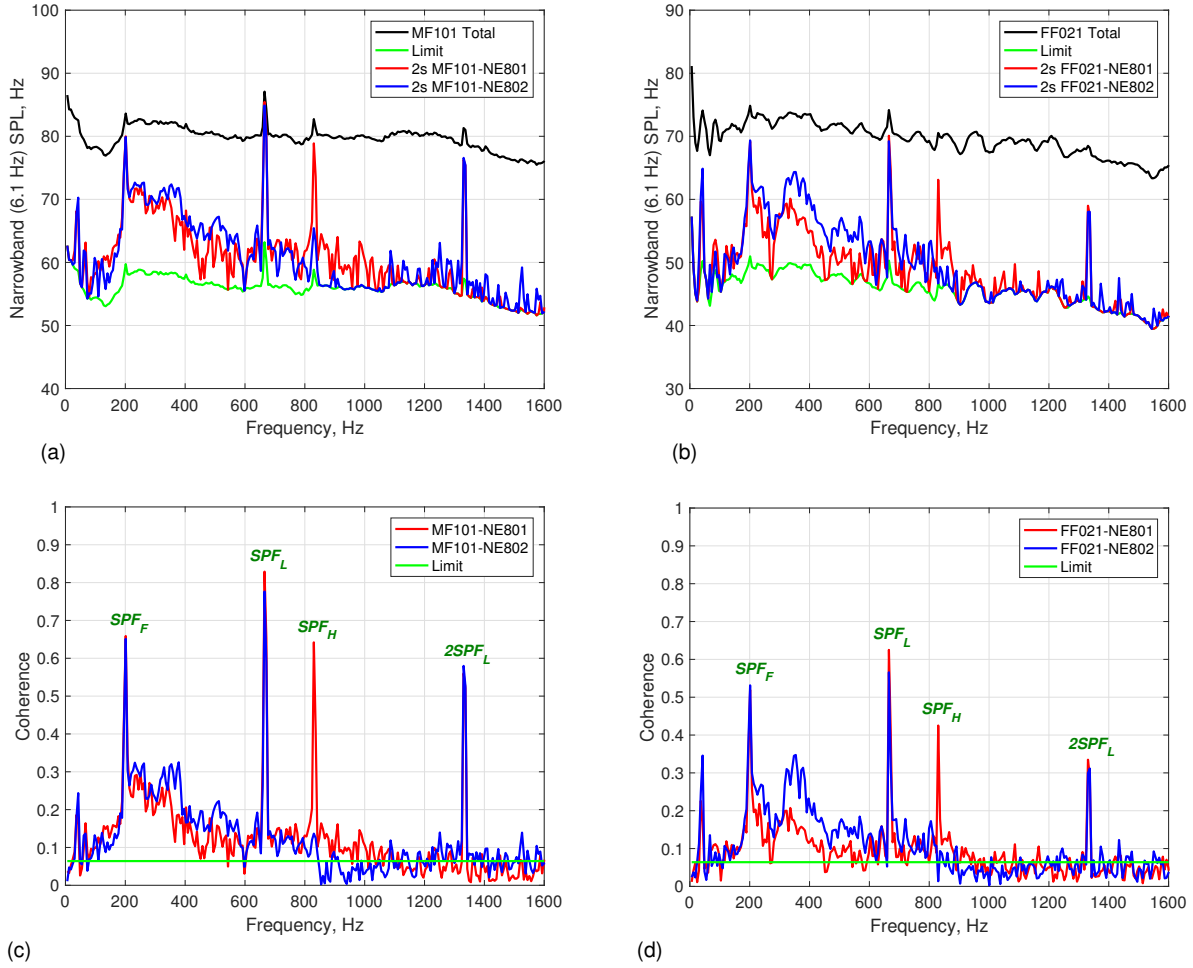 100
90
80
70
60
50
40
Narrowband (6.1 Hz) SPL, Hz
MF101 Total
Limit
2s MF101-NE801
2s MF101-NE802
0 200 400 600 800 1000 1200 1400 1600
Frequency, Hz
(a)
90
80
70
60
50
40
30
Narrowband (6.1 Hz) SPL, Hz
FF021 Total
Limit
2s FF021-NE801
2s FF021-NE802
0 200 400 600 800 1000 1200 1400 1600
Frequency, Hz
(b)
1
0.9
0.8
0.7
0.6
0.5
0.4
0.3
0.2
0.1
0
Coherence
MF101-NE801
MF101-NE802
Limit
SPF_F
SPF_L
SPF_H
2SPF_L
0 200 400 600 800 1000 1200 1400 1600
Frequency, Hz
(c)
1
0.9
0.8
0.7
0.6
0.5
0.4
0.3
0.2
0.1
0
Coherence
FF021-NE801
FF021-NE802
Limit
SPF_F
SPF_L
SPF_H
2SPF_L
0 200 400 600 800 1000 1200 1400 1600
Frequency, Hz
(d)